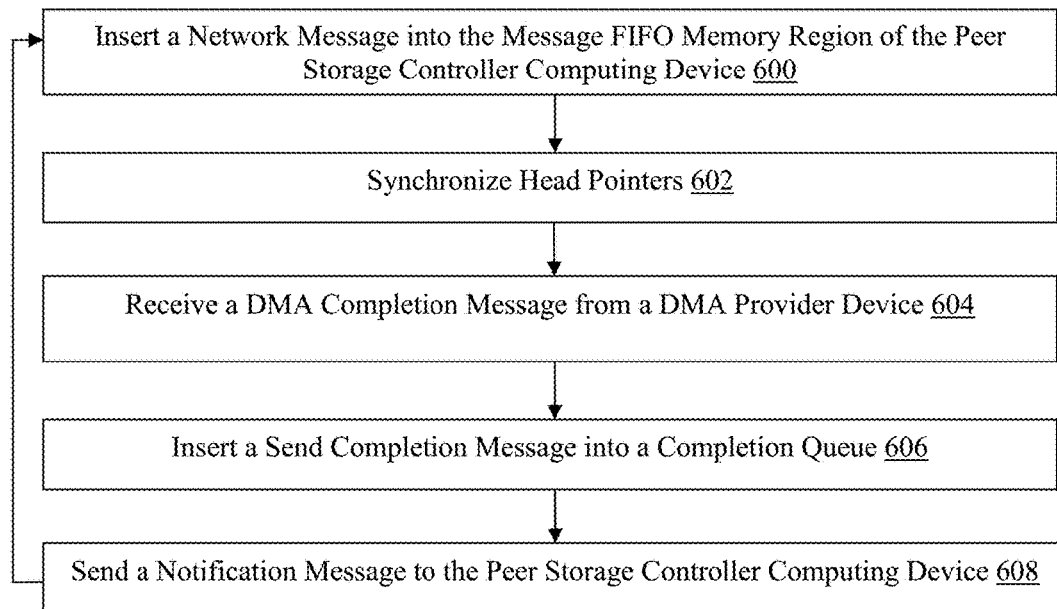 Insert a Network Message into the Message FIFO Memory Region of the Peer
Storage Controller Computing Device 600
Synchronize Head Pointers 602
Receive a DMA Completion Message from a DMA Provider Device 604
Insert a Send Completion Message into a Completion Queue 606
Send a Notification Message to the Peer Storage Controller Computing Device 608